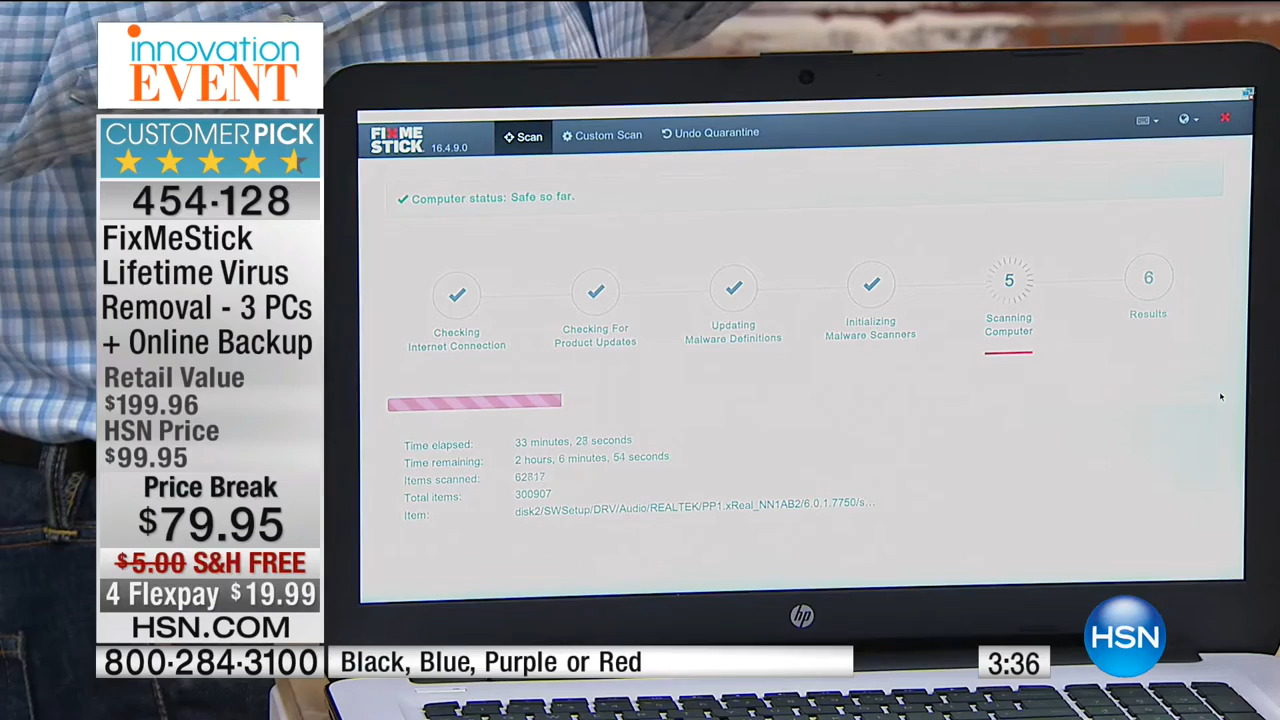 innovation
EVENT
CUSTOMER PICK
454-128
FixMeStick
Lifetime Virus
Removal - 3 PCs
+ Online Backup
Retail Value
$199.96
HSN Price
$99.95
Price Break
$79.95
$5.00 S&H FREE
4 Flexpay $19.99
HSN.COM
800-284-3100
Black, Blue, Purple or Red
3:36
HSN
FIXME
STICK 16.4.9.0
Scan
Custom Scan
Undo Quarantine
Computer status: Safe so far.
Checking
Internet Connection
Checking For
Product Updates
Updating
Malware Definitions
Initializing
Malware Scanners
5
Scanning
Computer
6
Results
Time elapsed: 33 minutes, 28 seconds
Time remaining: 2 hours, 6 minutes, 54 seconds
Items scanned: 62817
Total items: 300907
Item: disk2/SWSetup/DRV/Audio/REALTEK/PP1.xReal_NN1AB2/6.0.1.7750/s...
hp